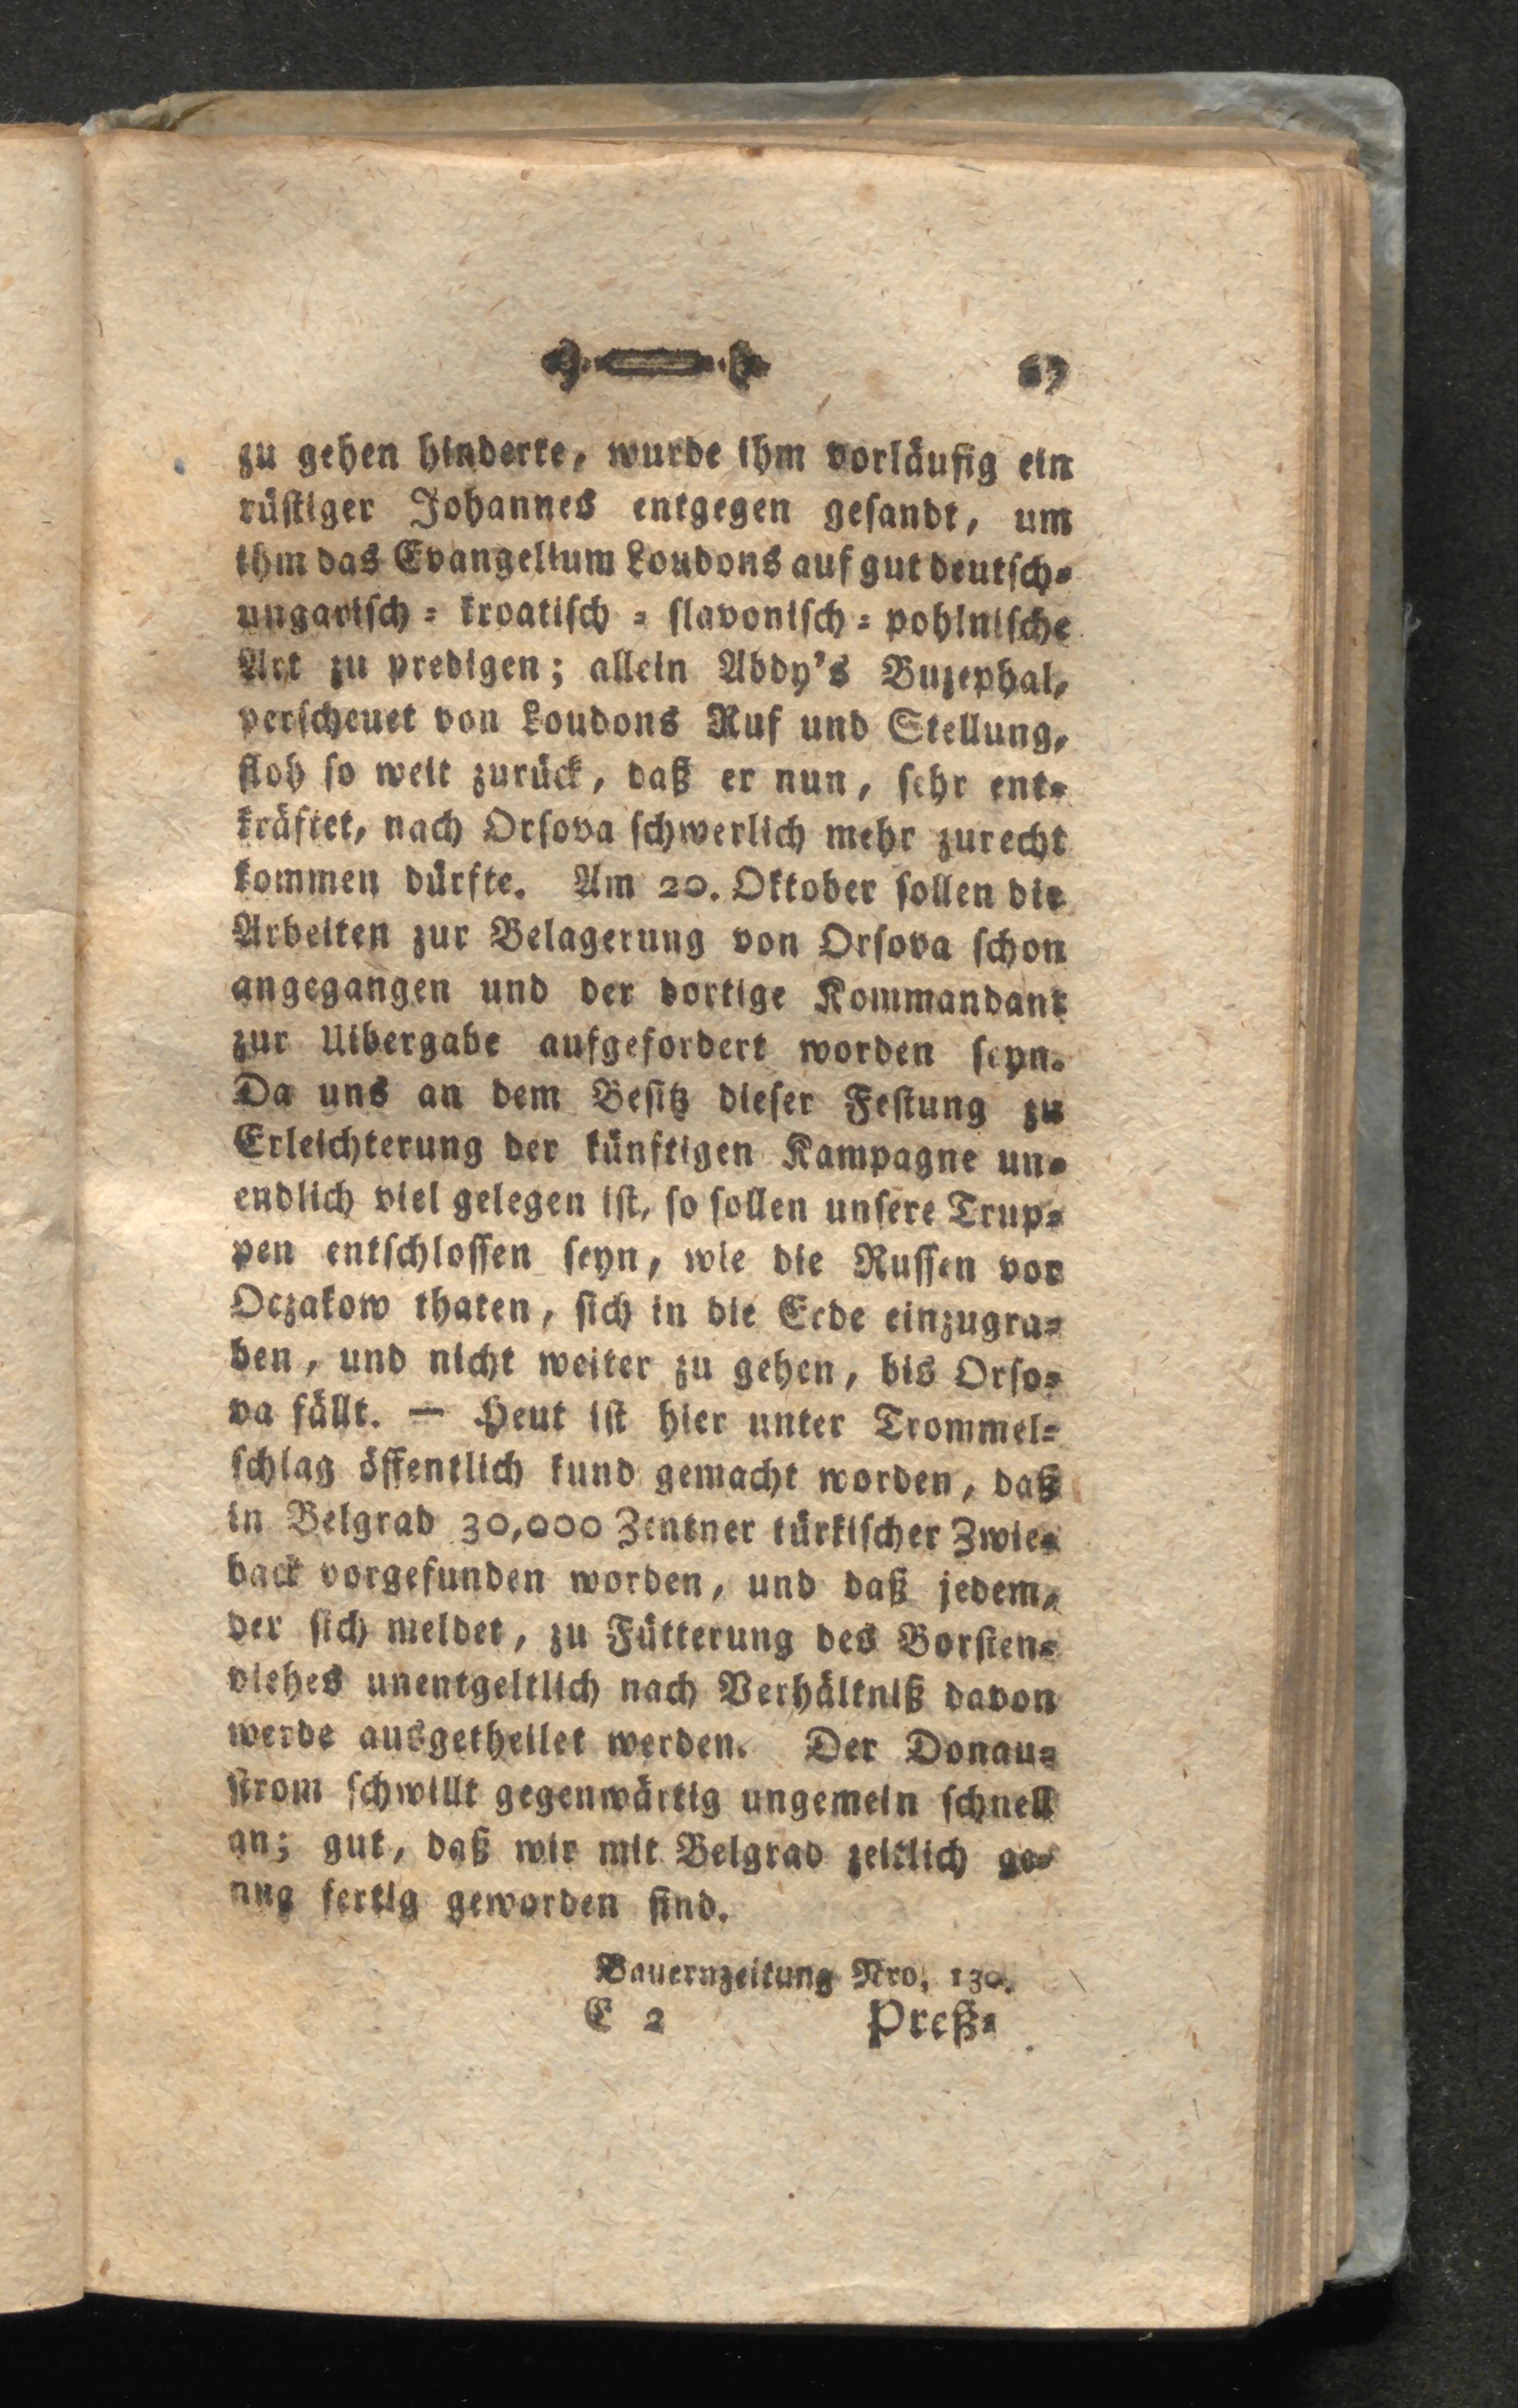 67
zu gehen hinderte, wurde ihm vorläufig ein
rüstiger Johannes entgegen gesandt, um
ihm das Evangelium Loudons auf gut deutsch⸗
ungarisch⸗kroatisch⸗slavonisch⸗pohlnische
Art zu predigen; allein Abdy's Buzephal,
verscheuet von Loudons Ruf und Stellung,
floh so weit zurück, daß er nun, sehr ent⸗
kräftet, nach Orsova schwerlich mehr zurecht
kommen dürfte. Am 20. Oktober sollen die
Arbeiten zur Belagerung von Orsova schon
angegangen und der dortige Kommandant
zur Uibergabe aufgefordert worden seyn.
Da uns an dem Besitz dieser Festung zu
Erleichterung der künftigen Kampagne un⸗
endlich viel gelegen ist, so sollen unsere Trup⸗
pen entschlossen seyn, wie die Russen vor
Oczakow thaten, sich in die Erde einzugra⸗
ben, und nicht weiter zu gehen, bis Orso⸗
va fällt. — Heut ist hier unter Trommel⸗
schlag öffentlich kund gemacht worden, daß
in Belgrad 30,000 Zentner türkischer Zwie⸗
back vorgefunden worden, und daß jedem,
der sich meldet, zu Fütterung des Borsten⸗
viehes unentgeltlich nach Verhältniß davon
werde ausgetheilet werden. Der Donau⸗
strom schwillt gegenwärtig ungemein schnell
an; gut, daß wir mit Belgrad zeitlich ge⸗
nug fertig geworden sind.
Bauernzeitung Nro. 130.
E 2 Preß⸗